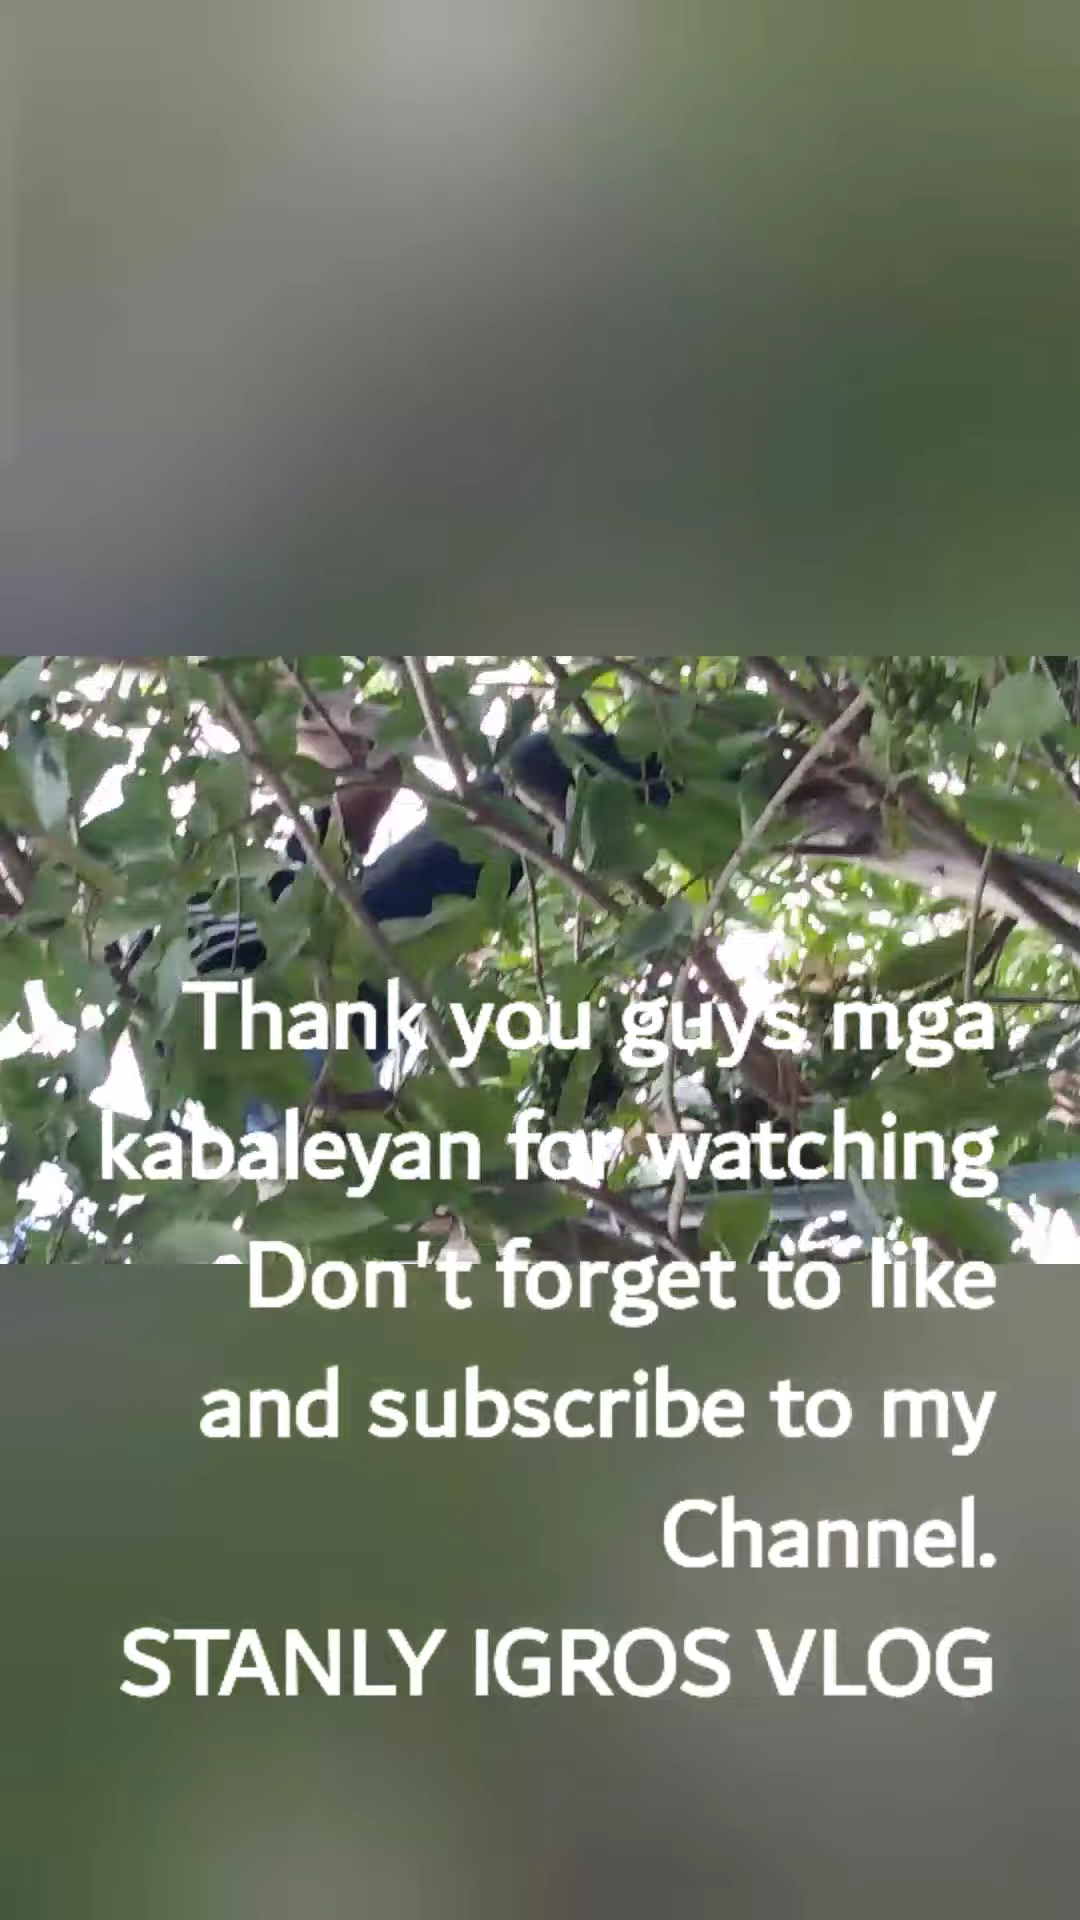 Thank you guys mga
kabaleyan for watching
Don't forget to like
and subscribe to my
Channel.
STANLY IGROS VLOG